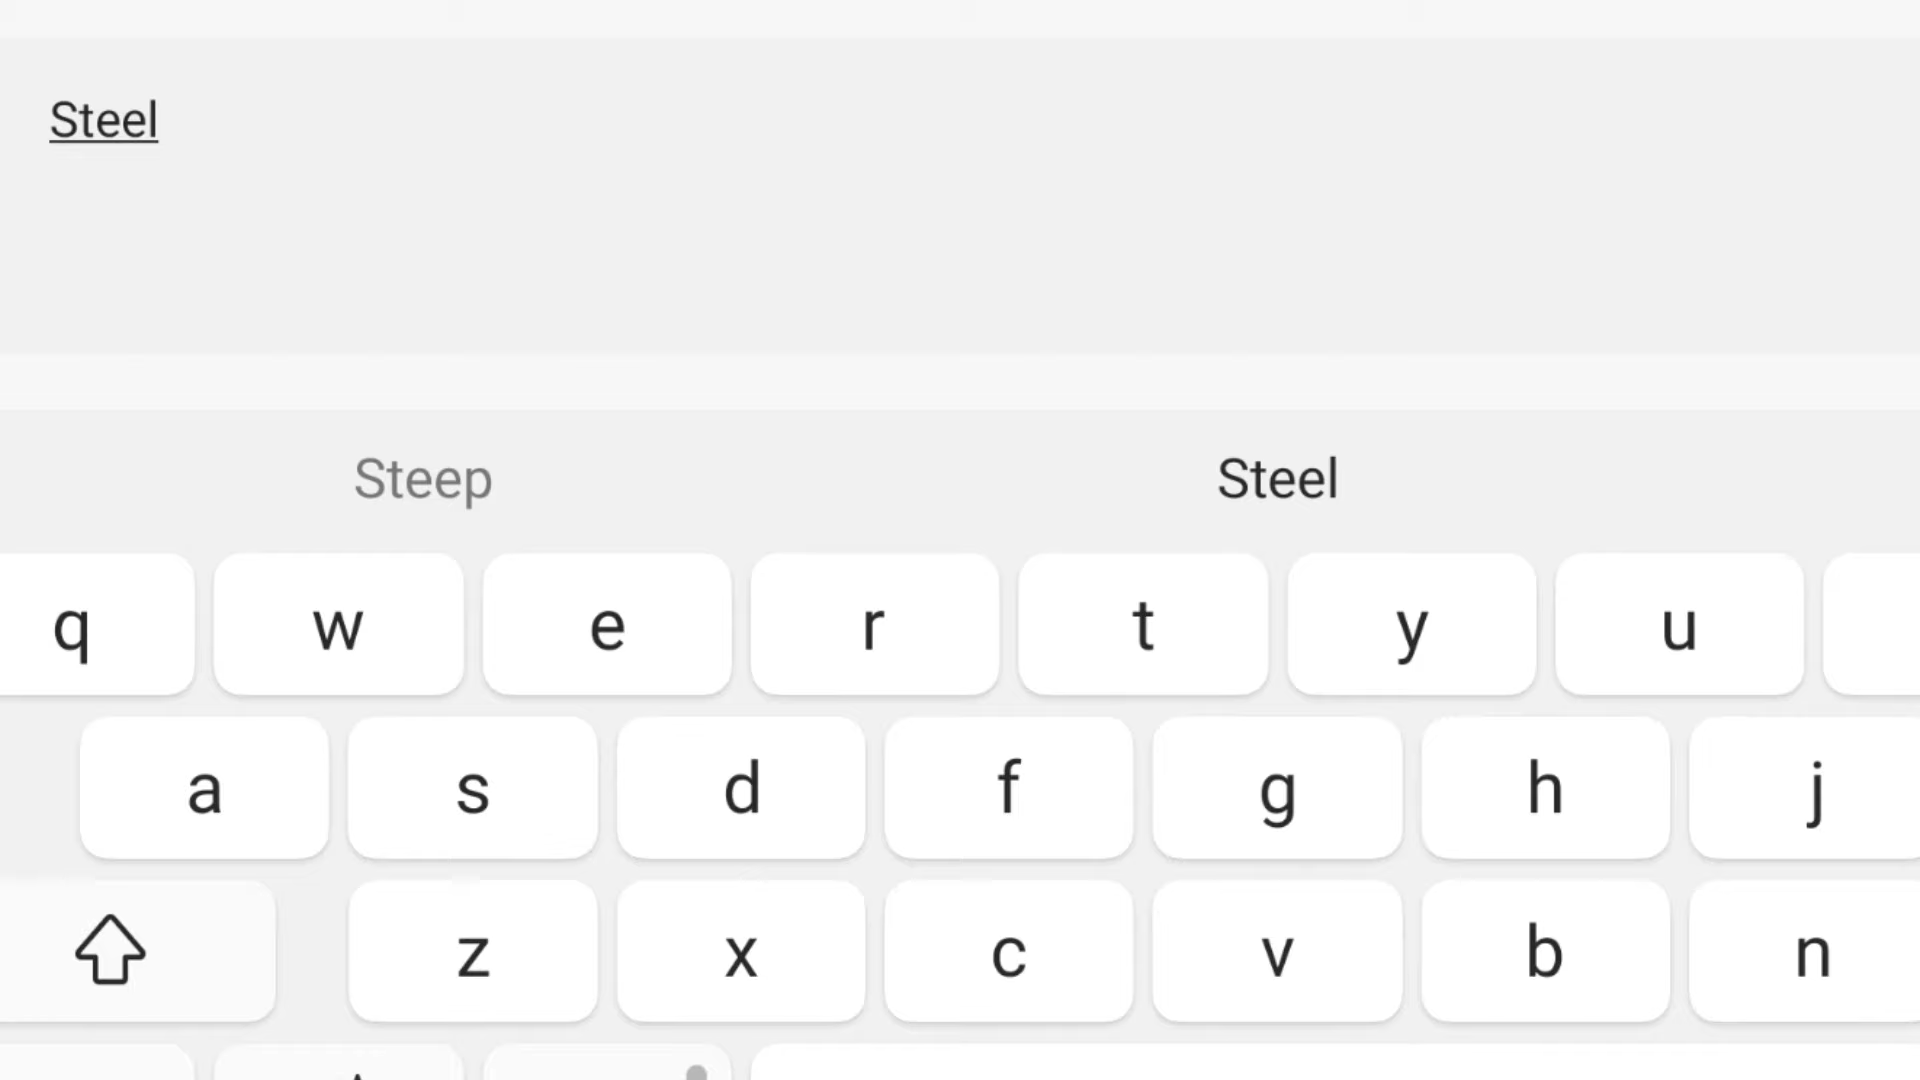 Steel
Steep Steel
q w e r t y u
a s d f g h j
z x c v b n